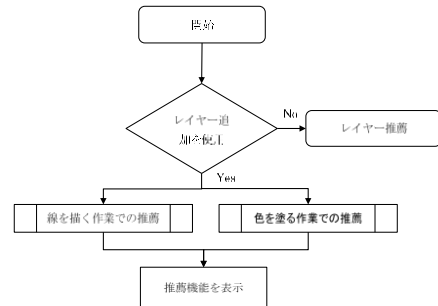 開始
レイヤー追
加を使用
No
レイヤー推薦
Yes
線を描く作業での推薦
色を塗る作業での推薦
推薦機能を表示